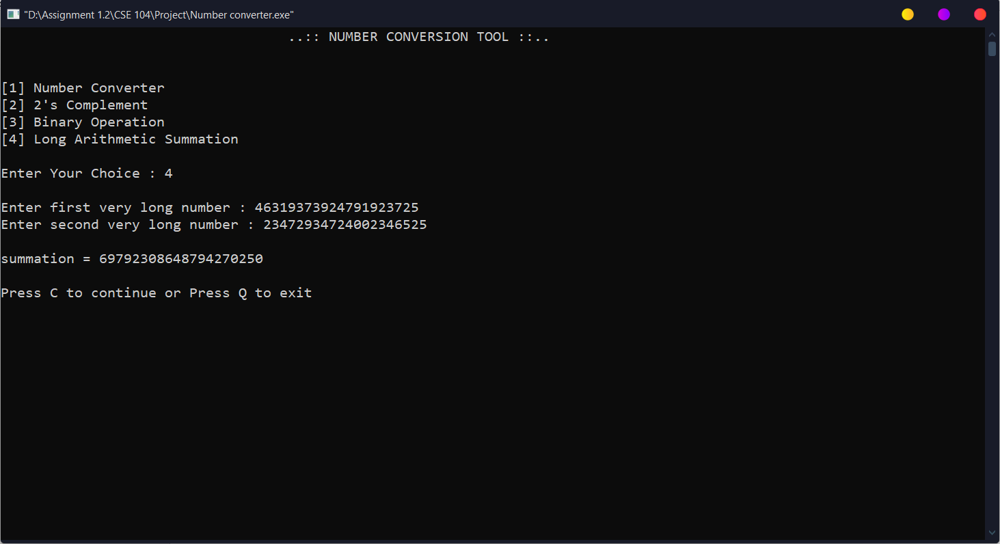 "D:\Assignment 1.2\CSE 104\Project\Number converter.exe"
..:: NUMBER CONVERSION TOOL ::..
[1] Number Converter
[2] 2's Complement
[3] Binary Operation
[4] Long Arithmetic Summation
Enter Your Choice : 4
Enter first very long number : 46319373924791923725
Enter second very long number : 23472934724002346525
summation = 69792308648794270250
Press C to continue or Press Q to exit